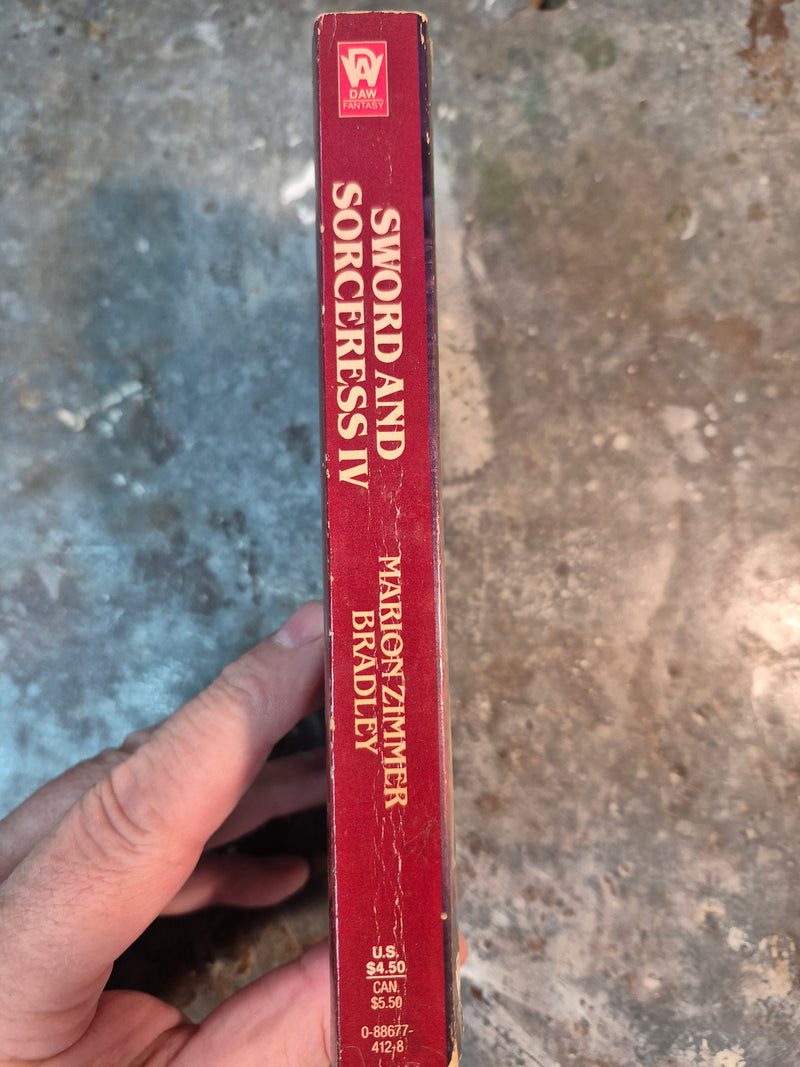 DAW
FANTASY
SWORD AND
SORCERESS IV
MARION ZIMMER
BRADLEY
U.S.
$4.50
CAN.
$5.50
0-88677-
412-8